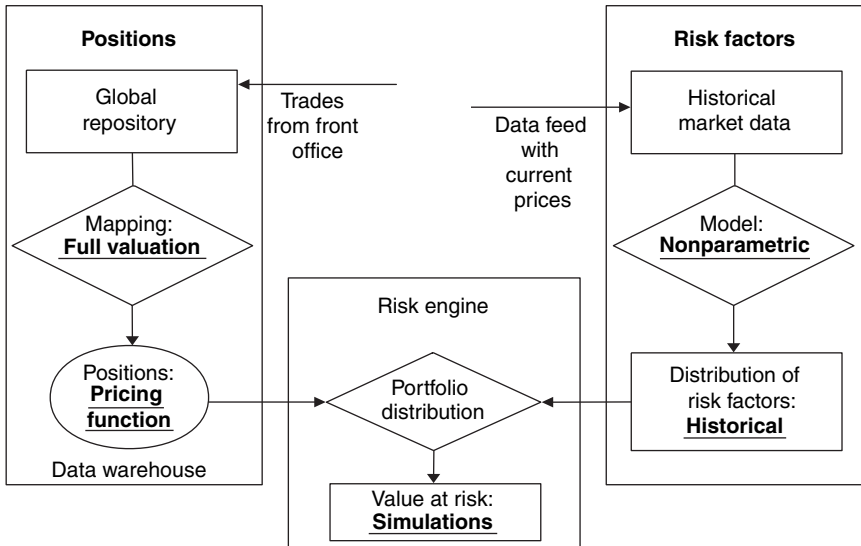 Positions
Global
repository
Trades
from front
office
Mapping:
Full valuation
Positions:
Pricing
function
Data warehouse
Risk engine
Portfolio
distribution
Value at risk:
Simulations
Risk factors
Historical
market data
Data feed
with
current
prices
Model:
Nonparametric
Distribution of
risk factors:
Historical